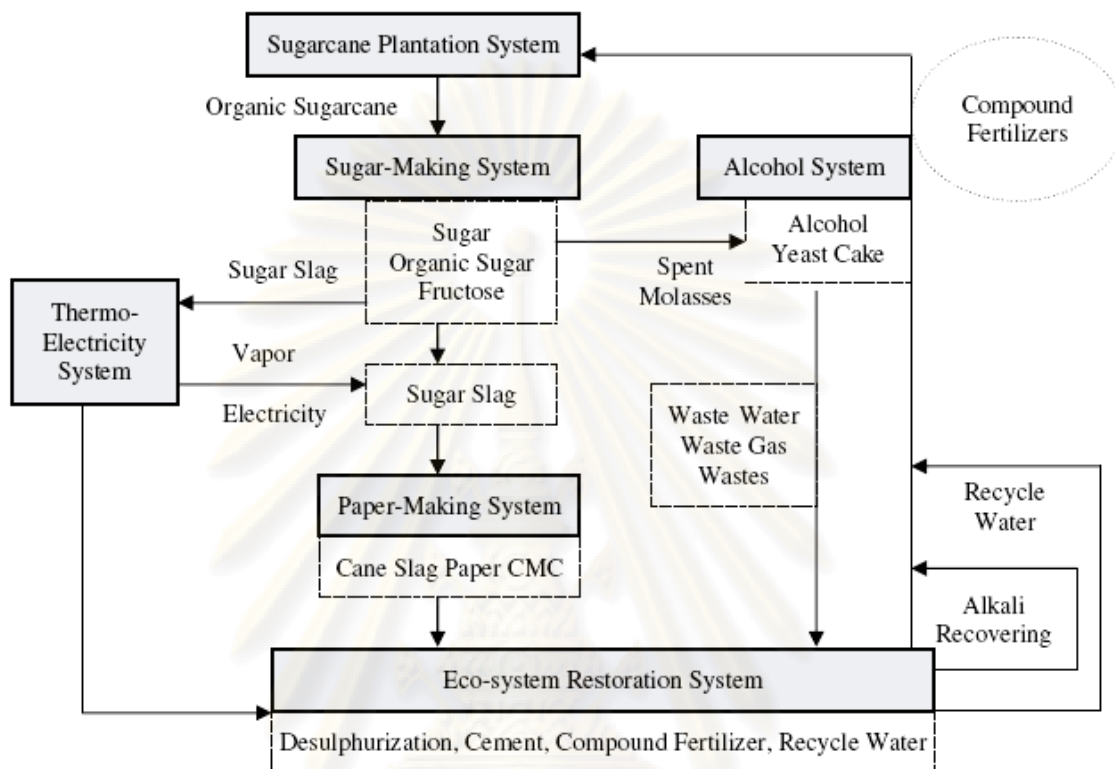 Sugarcane Plantation System
Organic Sugarcane
Compound
Fertilizers
Sugar-Making System
Alcohol System
Sugar
Organic Sugar
Fructose
Alcohol
Yeast Cake
Sugar Slag
Spent
Molasses
Thermo-
Electricity
System
Vapor
Electricity
Sugar Slag
Waste Water
Waste Gas
Wastes
Paper-Making System
Recycle
Water
Cane Slag Paper CMC
Alkali
Recovering
Eco-system Restoration System
Desulphurization, Cement, Compound Fertilizer, Recycle Water